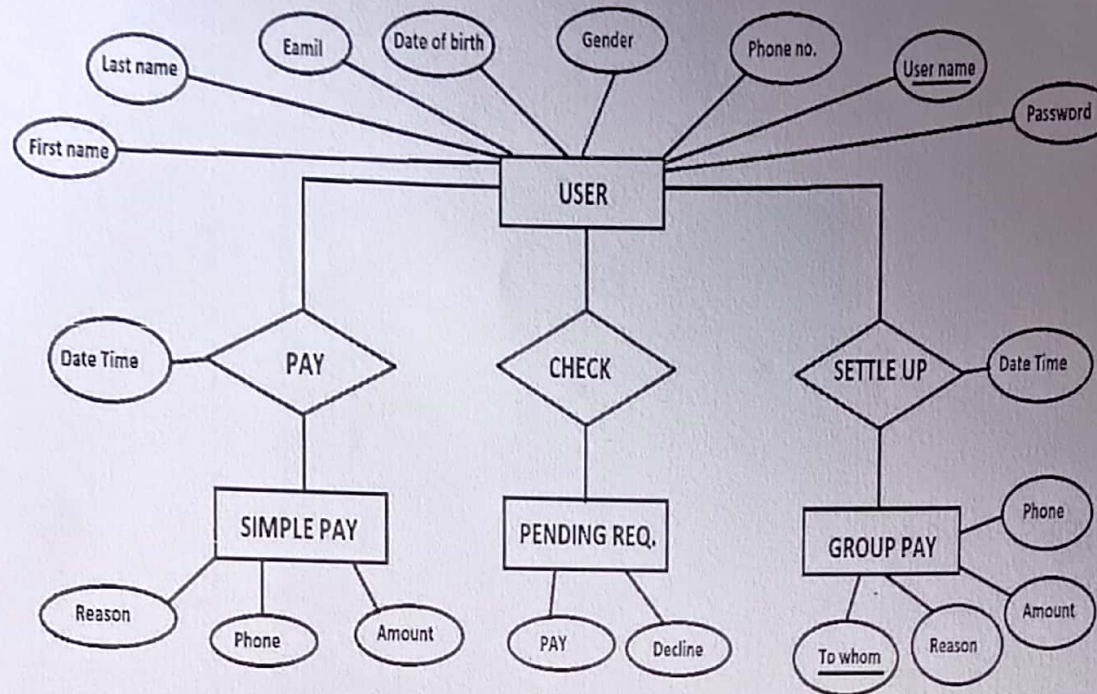 Last name
Eamil
Date of birth
Gender
Phone no.
User name
Password
First name
USER
Date Time
PAY
CHECK
SETTLE UP
Date Time
SIMPLE PAY
PENDING REQ.
GROUP PAY
Phone
Reason
Phone
Amount
PAY
Decline
To whom
Reason
Amount